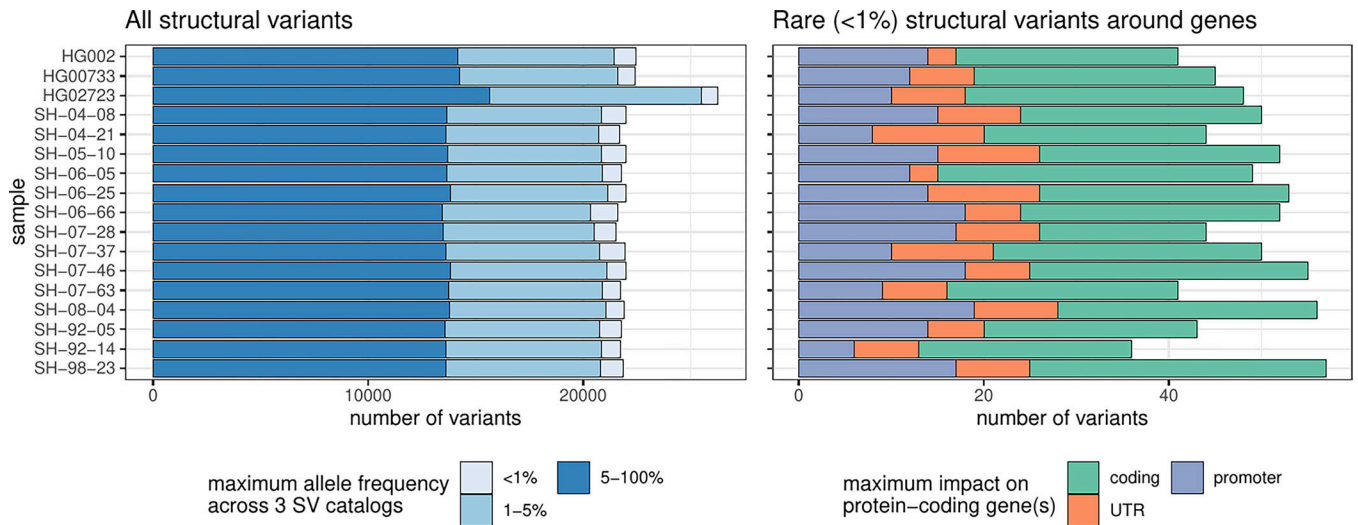 All structural variants
Rare (<1%) structural variants around genes
sample
HG002
HG00733
HG02723
SH−04−08
SH−04−21
SH−05−10
SH−06−05
SH−06−25
SH−06−66
SH−07−28
SH−07−37
SH−07−46
SH−07−63
SH−08−04
SH−92−05
SH−92−14
SH−98−23
0 10000 20000
number of variants
0 20 40
number of variants
maximum allele frequency
across 3 SV catalogs
<1%
5−100%
1−5%
maximum impact on
protein−coding gene(s)
coding
promoter
UTR